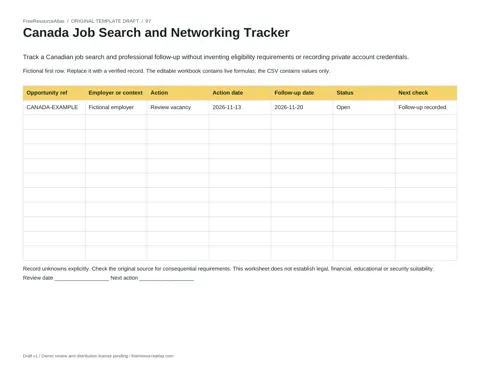 FreeResourceAtlas / ORIGINAL TEMPLATE DRAFT / 97
Canada Job Search and Networking Tracker
Track a Canadian job search and professional follow-up without inventing eligibility requirements or recording private account credentials.
Fictional first row. Replace it with a verified record. The editable workbook contains live formulas; the CSV contains values only.
Opportunity ref Employer or context Action Action date Follow-up date Status Next check
CANADA-EXAMPLE Fictional employer Review vacancy 2026-11-13 2026-11-20 Open Follow-up recorded
Record unknowns explicitly. Check the original source for consequential requirements. This worksheet does not establish legal, financial, educational or security suitability.
Review date Next action
Draft v1 / Owner review and distribution license pending /